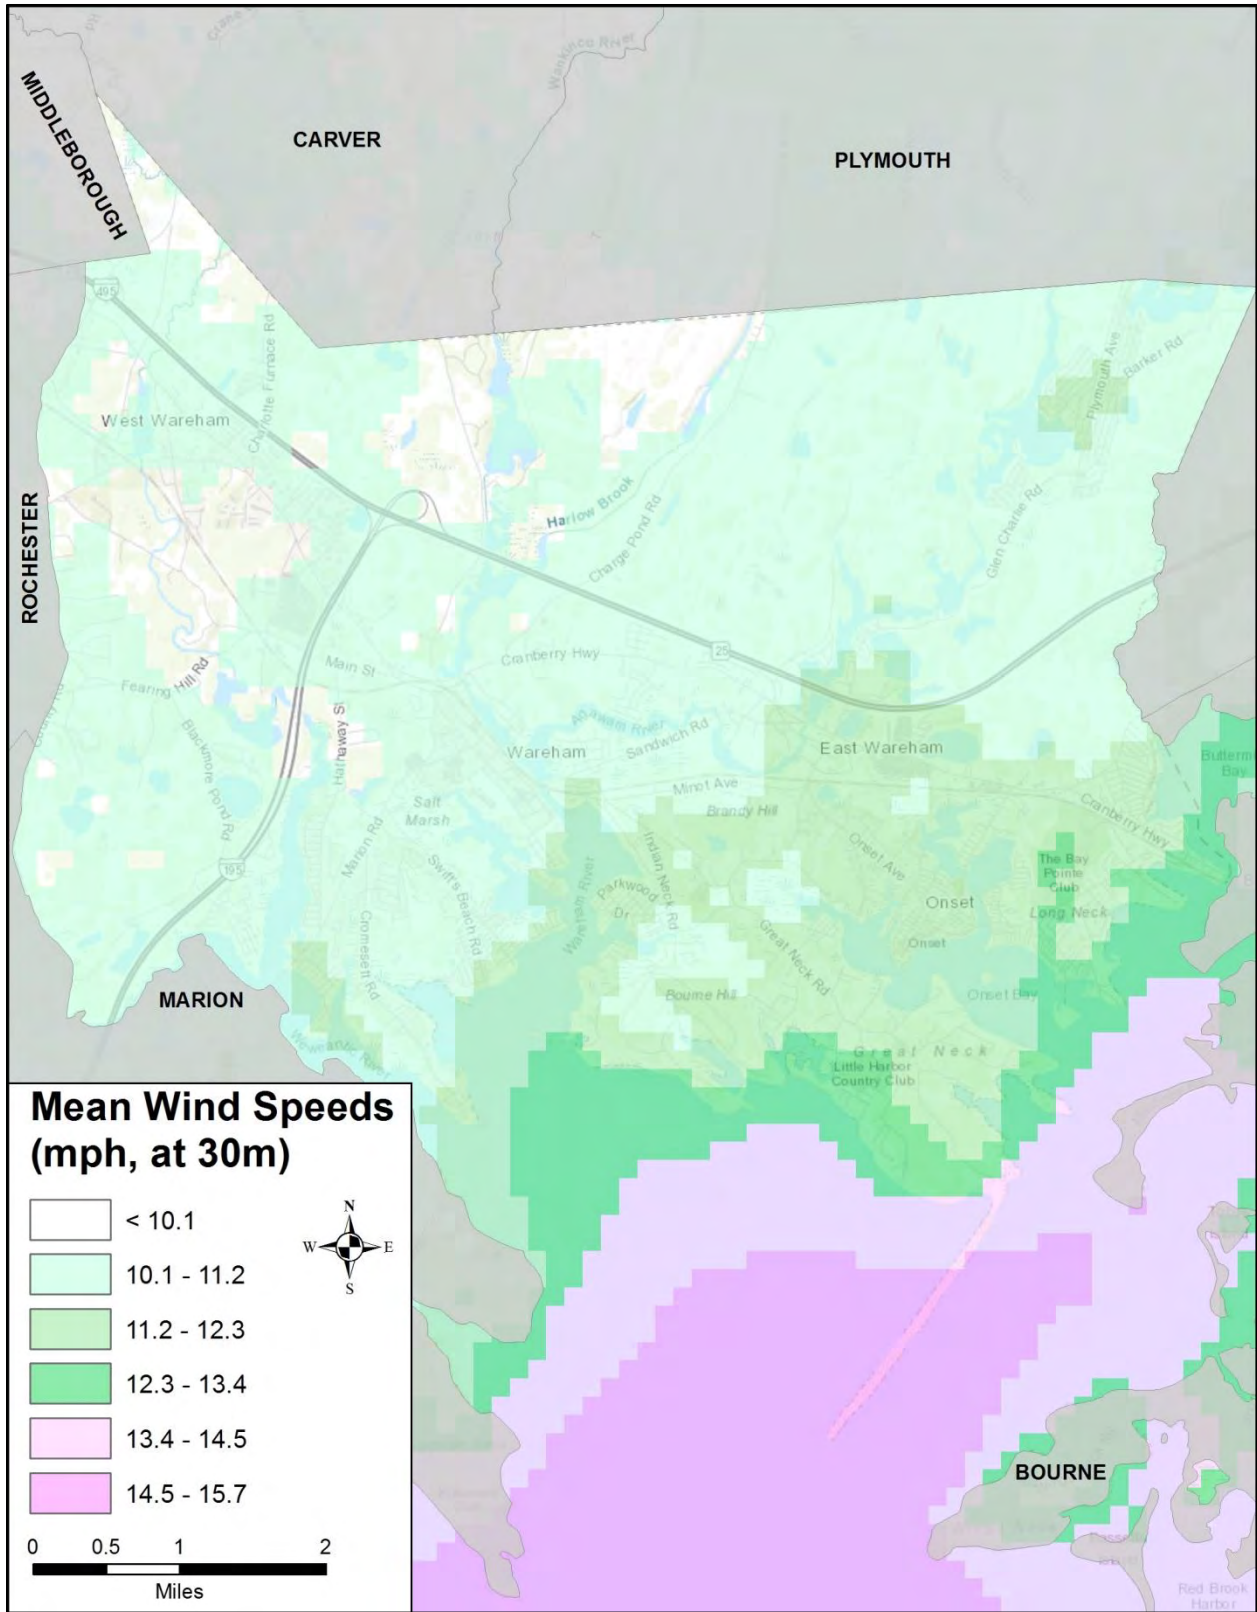 Wankinco River
MIDDLEBOROUGH
CARVER
PLYMOUTH
495
Charlotte Furnace Rd
Plymouth Ave
Barker Rd
West Wareham
ROCHESTER
Harlow Brook
Charge Pond Rd
Glen Charlie Rd
25
Main St
Cranberry Hwy
Fearing Hill Rd
County Rd
Blackmore Pond Rd
Hathaway St
Agawam River
Sandwich Rd
Wareham
East Wareham
Minot Ave
Brandy Hill
Cranberry Hwy
Salt
Marsh
Marion Rd
Swifts Beach Rd
Indian Neck Rd
Onset Ave
The Bay
Pointe
Club
195
Wareham River
Parkwood
Dr
Onset
Long Neck
Cromesett Rd
Great Neck Rd
Onset
MARION
Bourne Hill
Onset Bay
Weweantic River
Great Neck
Little Harbor
Country Club
Mean Wind Speeds
(mph, at 30m)
< 10.1
10.1 - 11.2
11.2 - 12.3
12.3 - 13.4
13.4 - 14.5
14.5 - 15.7
N
W E
S
0 0.5 1 2
Miles
BOURNE
Red Brook
Harbor